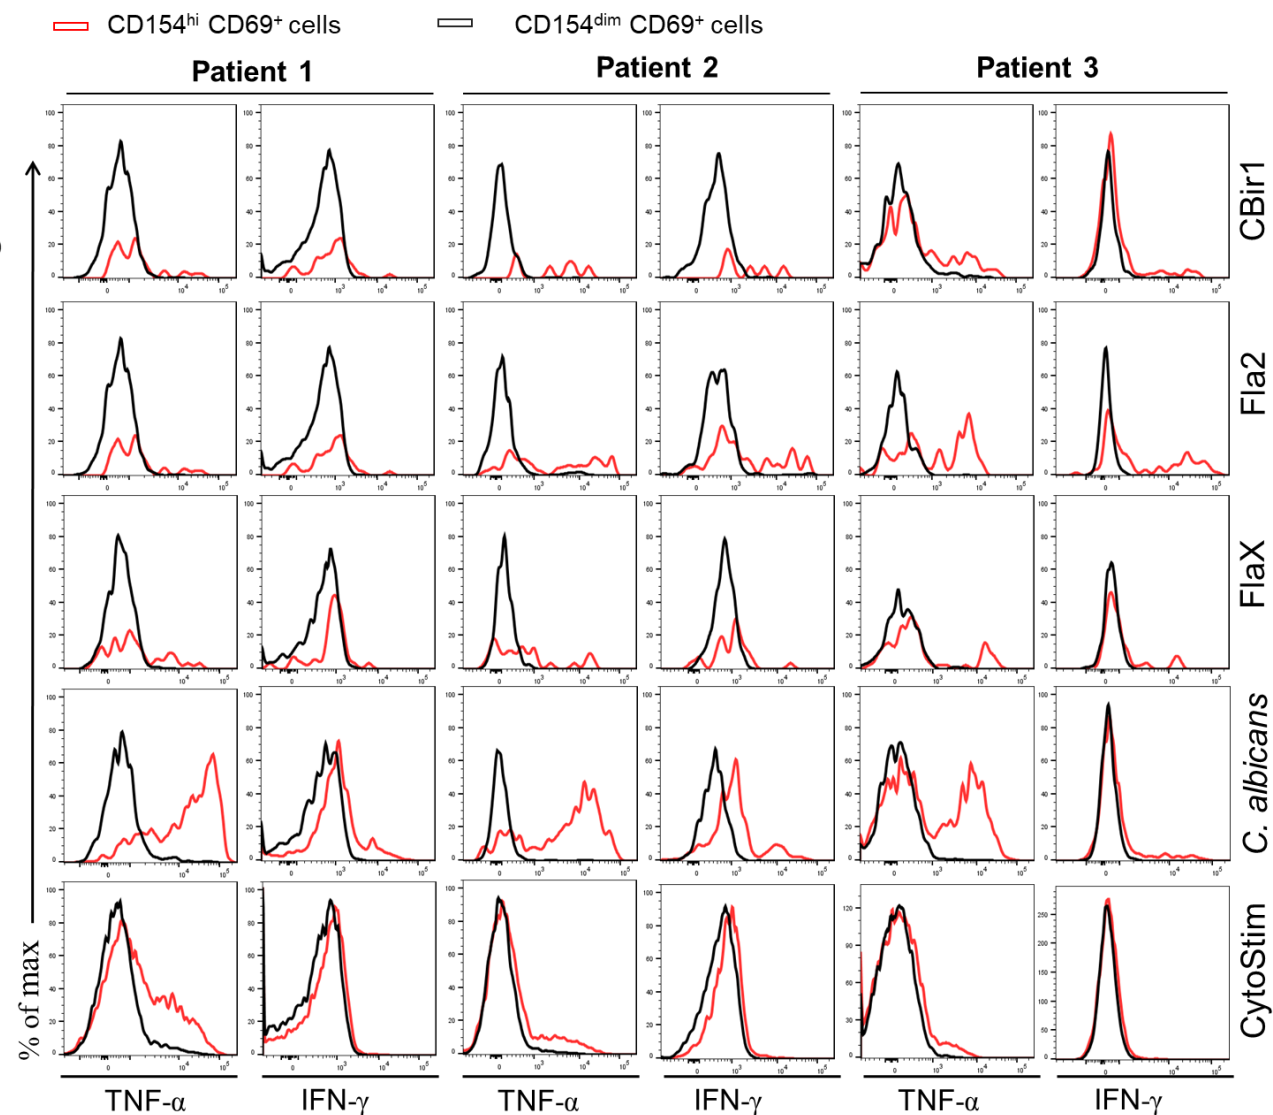 CD154hi CD69+ cells CD154dim CD69+ cells
Patient 1 Patient 2 Patient 3
CBir1
Fla2
FlaX
C. albicans
CytoStim
% of max
TNF-α IFN-γ TNF-α IFN-γ TNF-α IFN-γ